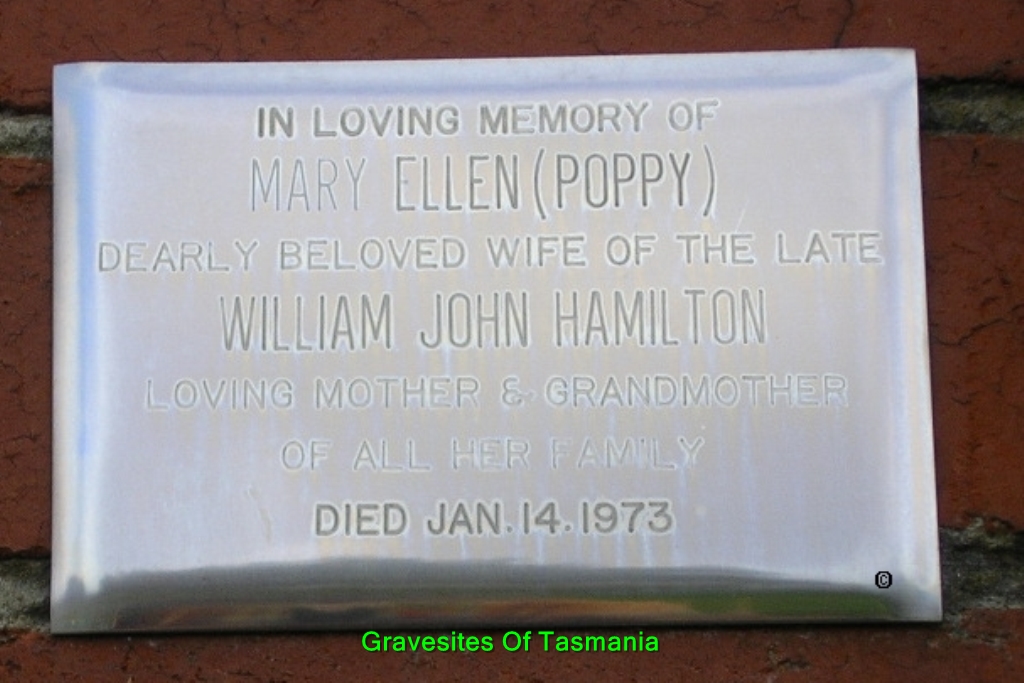 IN LOVING MEMORY OF
MARY ELLEN (POPPY)
DEARLY BELOVED WIFE OF THE LATE
WILLIAM JOHN HAMILTON
LOVING MOTHER & GRANDMOTHER
OF ALL HER FAMILY
DIED JAN. 14. 1973
©
Gravesites Of Tasmania